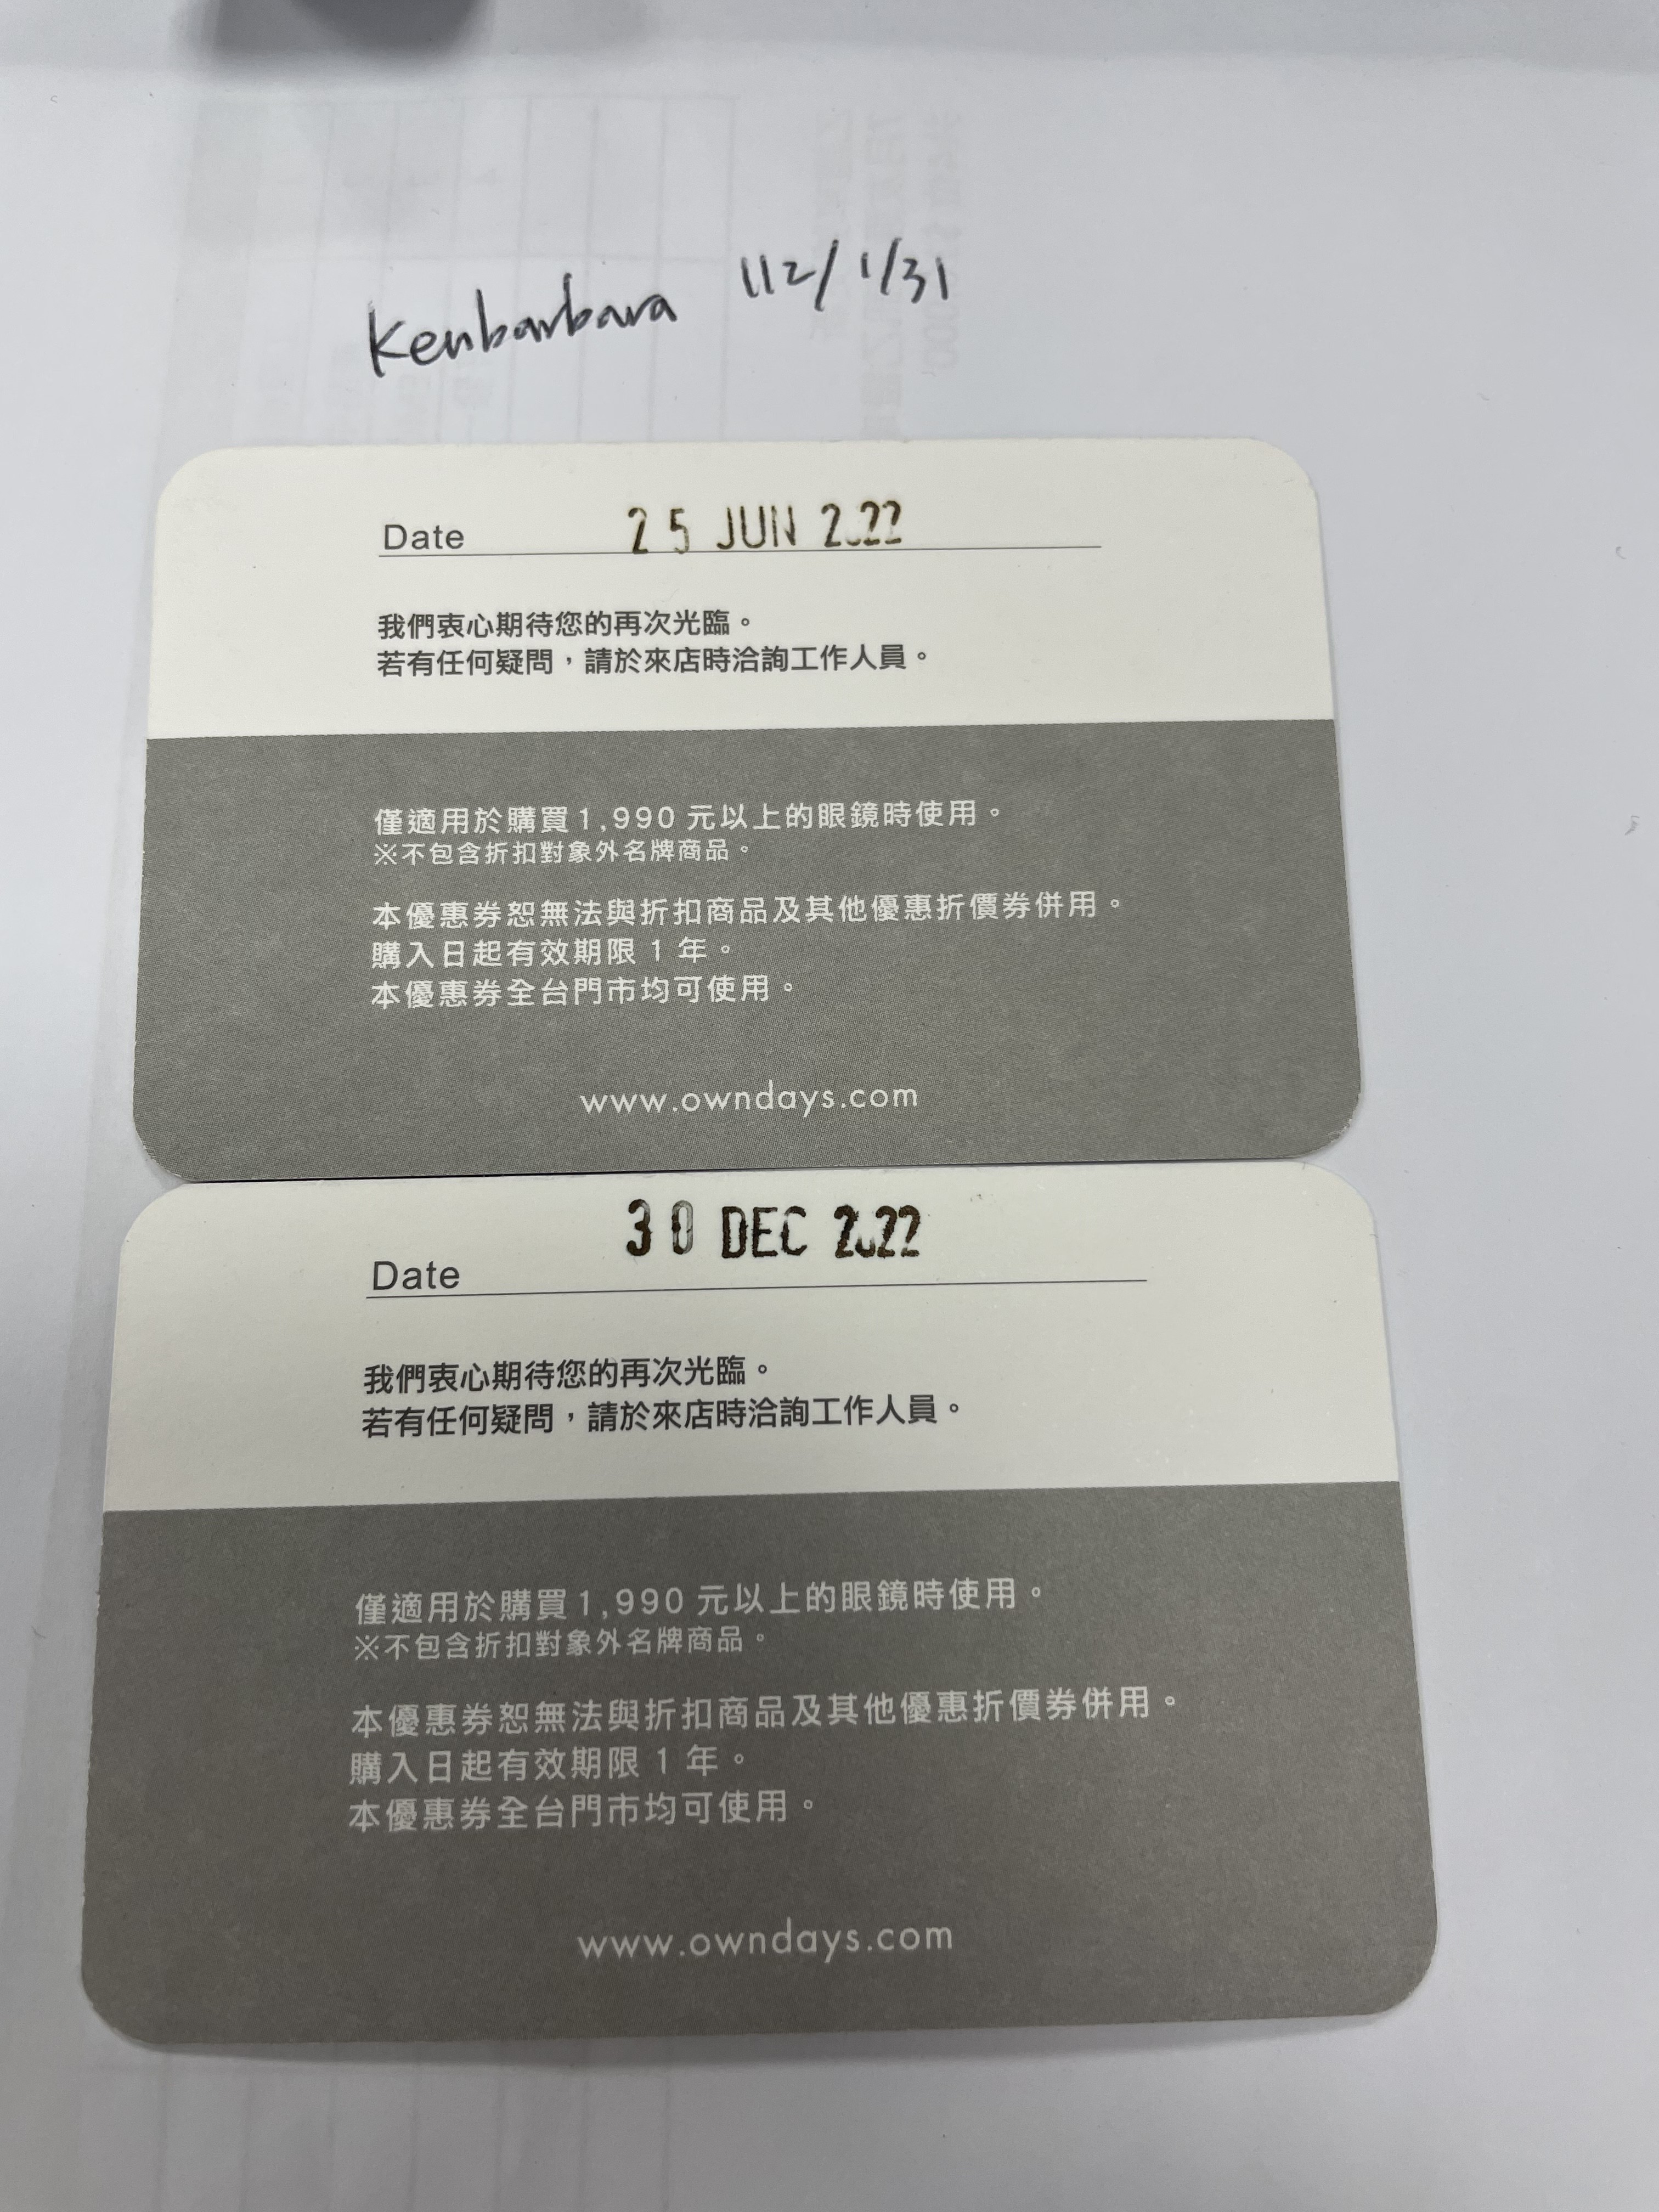 Kenbarbara 112/1/31
Date 25 JUN 2022
我們衷心期待您的再次光臨。
若有任何疑問，請於來店時洽詢工作人員。
僅適用於購買1,990元以上的眼鏡時使用。
※不包含折扣對象外名牌商品。
本優惠券恕無法與折扣商品及其他優惠折價券併用。
購入日起有效期限1年。
本優惠券全台門市均可使用。
www.owndays.com
Date 30 DEC 2022
我們衷心期待您的再次光臨。
若有任何疑問，請於來店時洽詢工作人員。
僅適用於購買1,990元以上的眼鏡時使用。
※不包含折扣對象外名牌商品。
本優惠券恕無法與折扣商品及其他優惠折價券併用。
購入日起有效期限1年。
本優惠券全台門市均可使用。
www.owndays.com